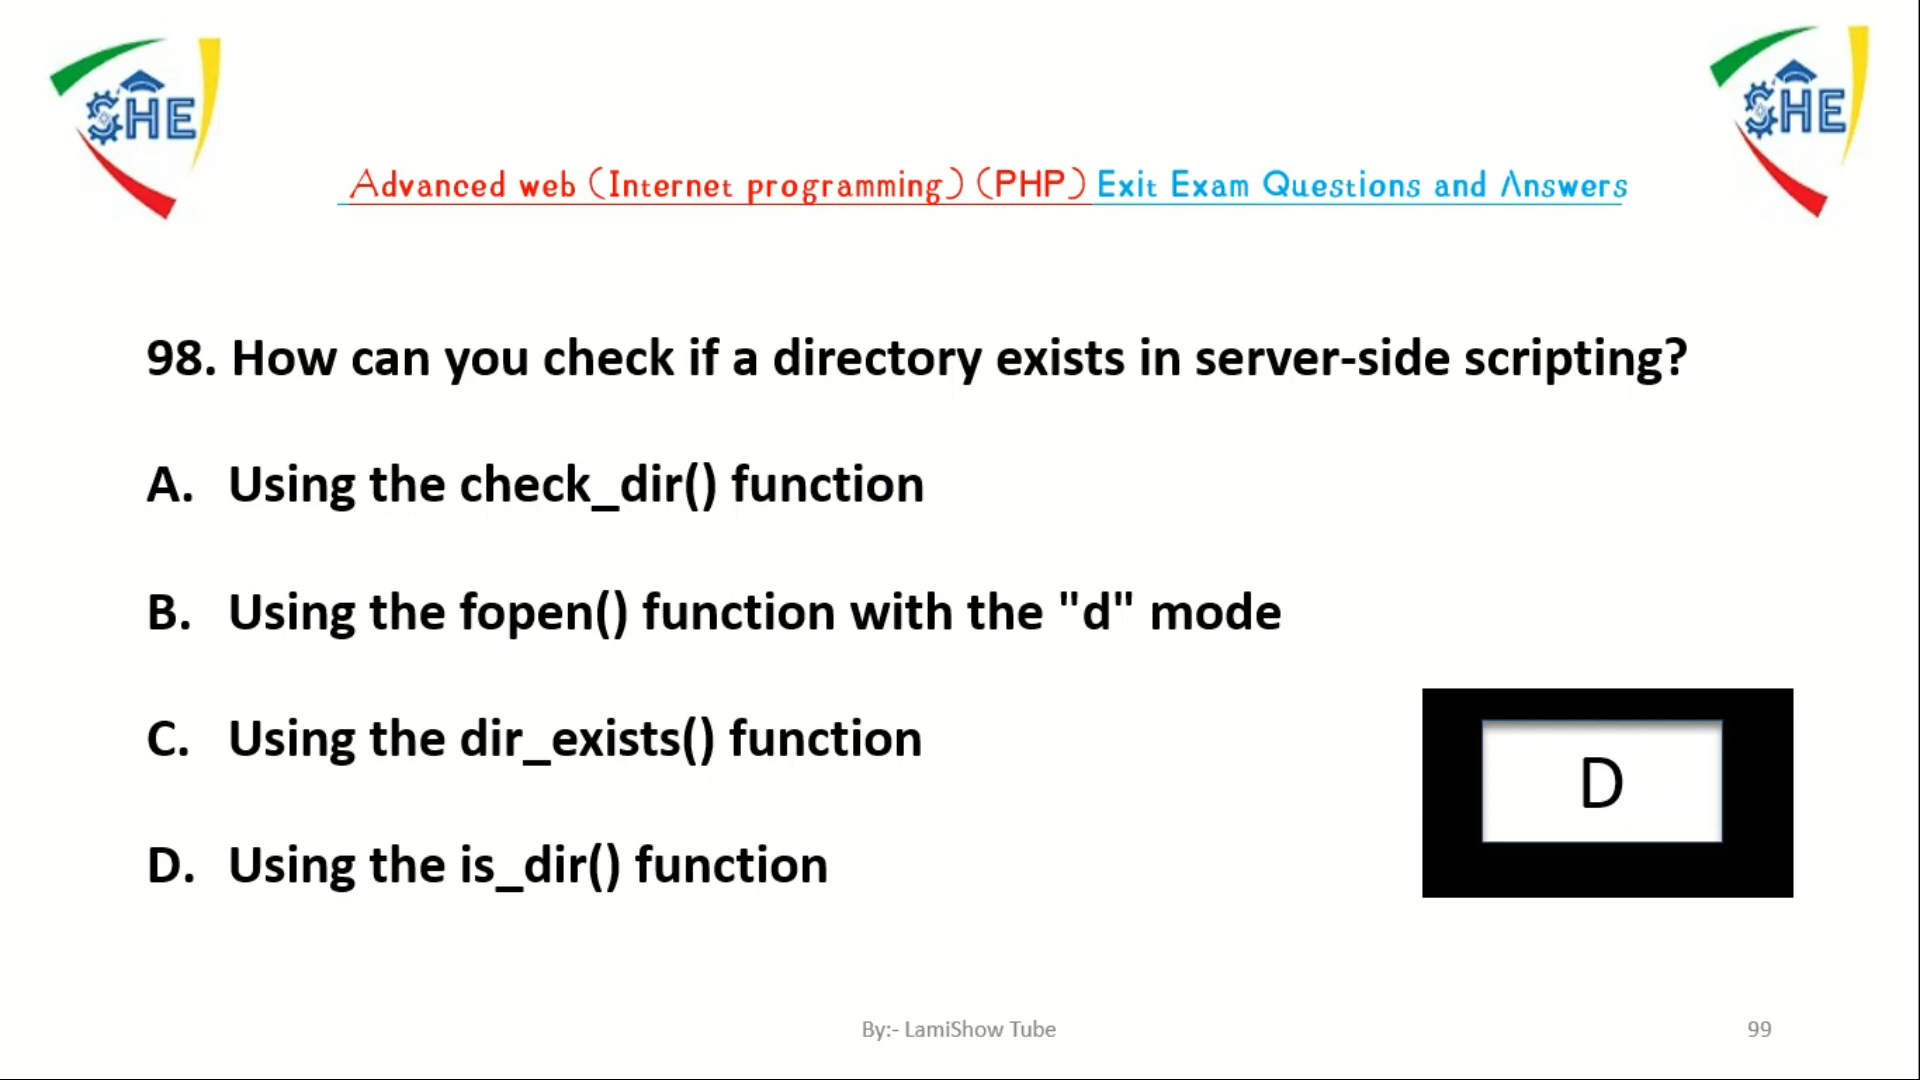 SHE
SHE
Advanced web (Internet programming) (PHP) Exit Exam Questions and Answers
98. How can you check if a directory exists in server-side scripting?
A. Using the check_dir() function
B. Using the fopen() function with the "d" mode
C. Using the dir_exists() function
D. Using the is_dir() function
D
By:- LamiShow Tube
99